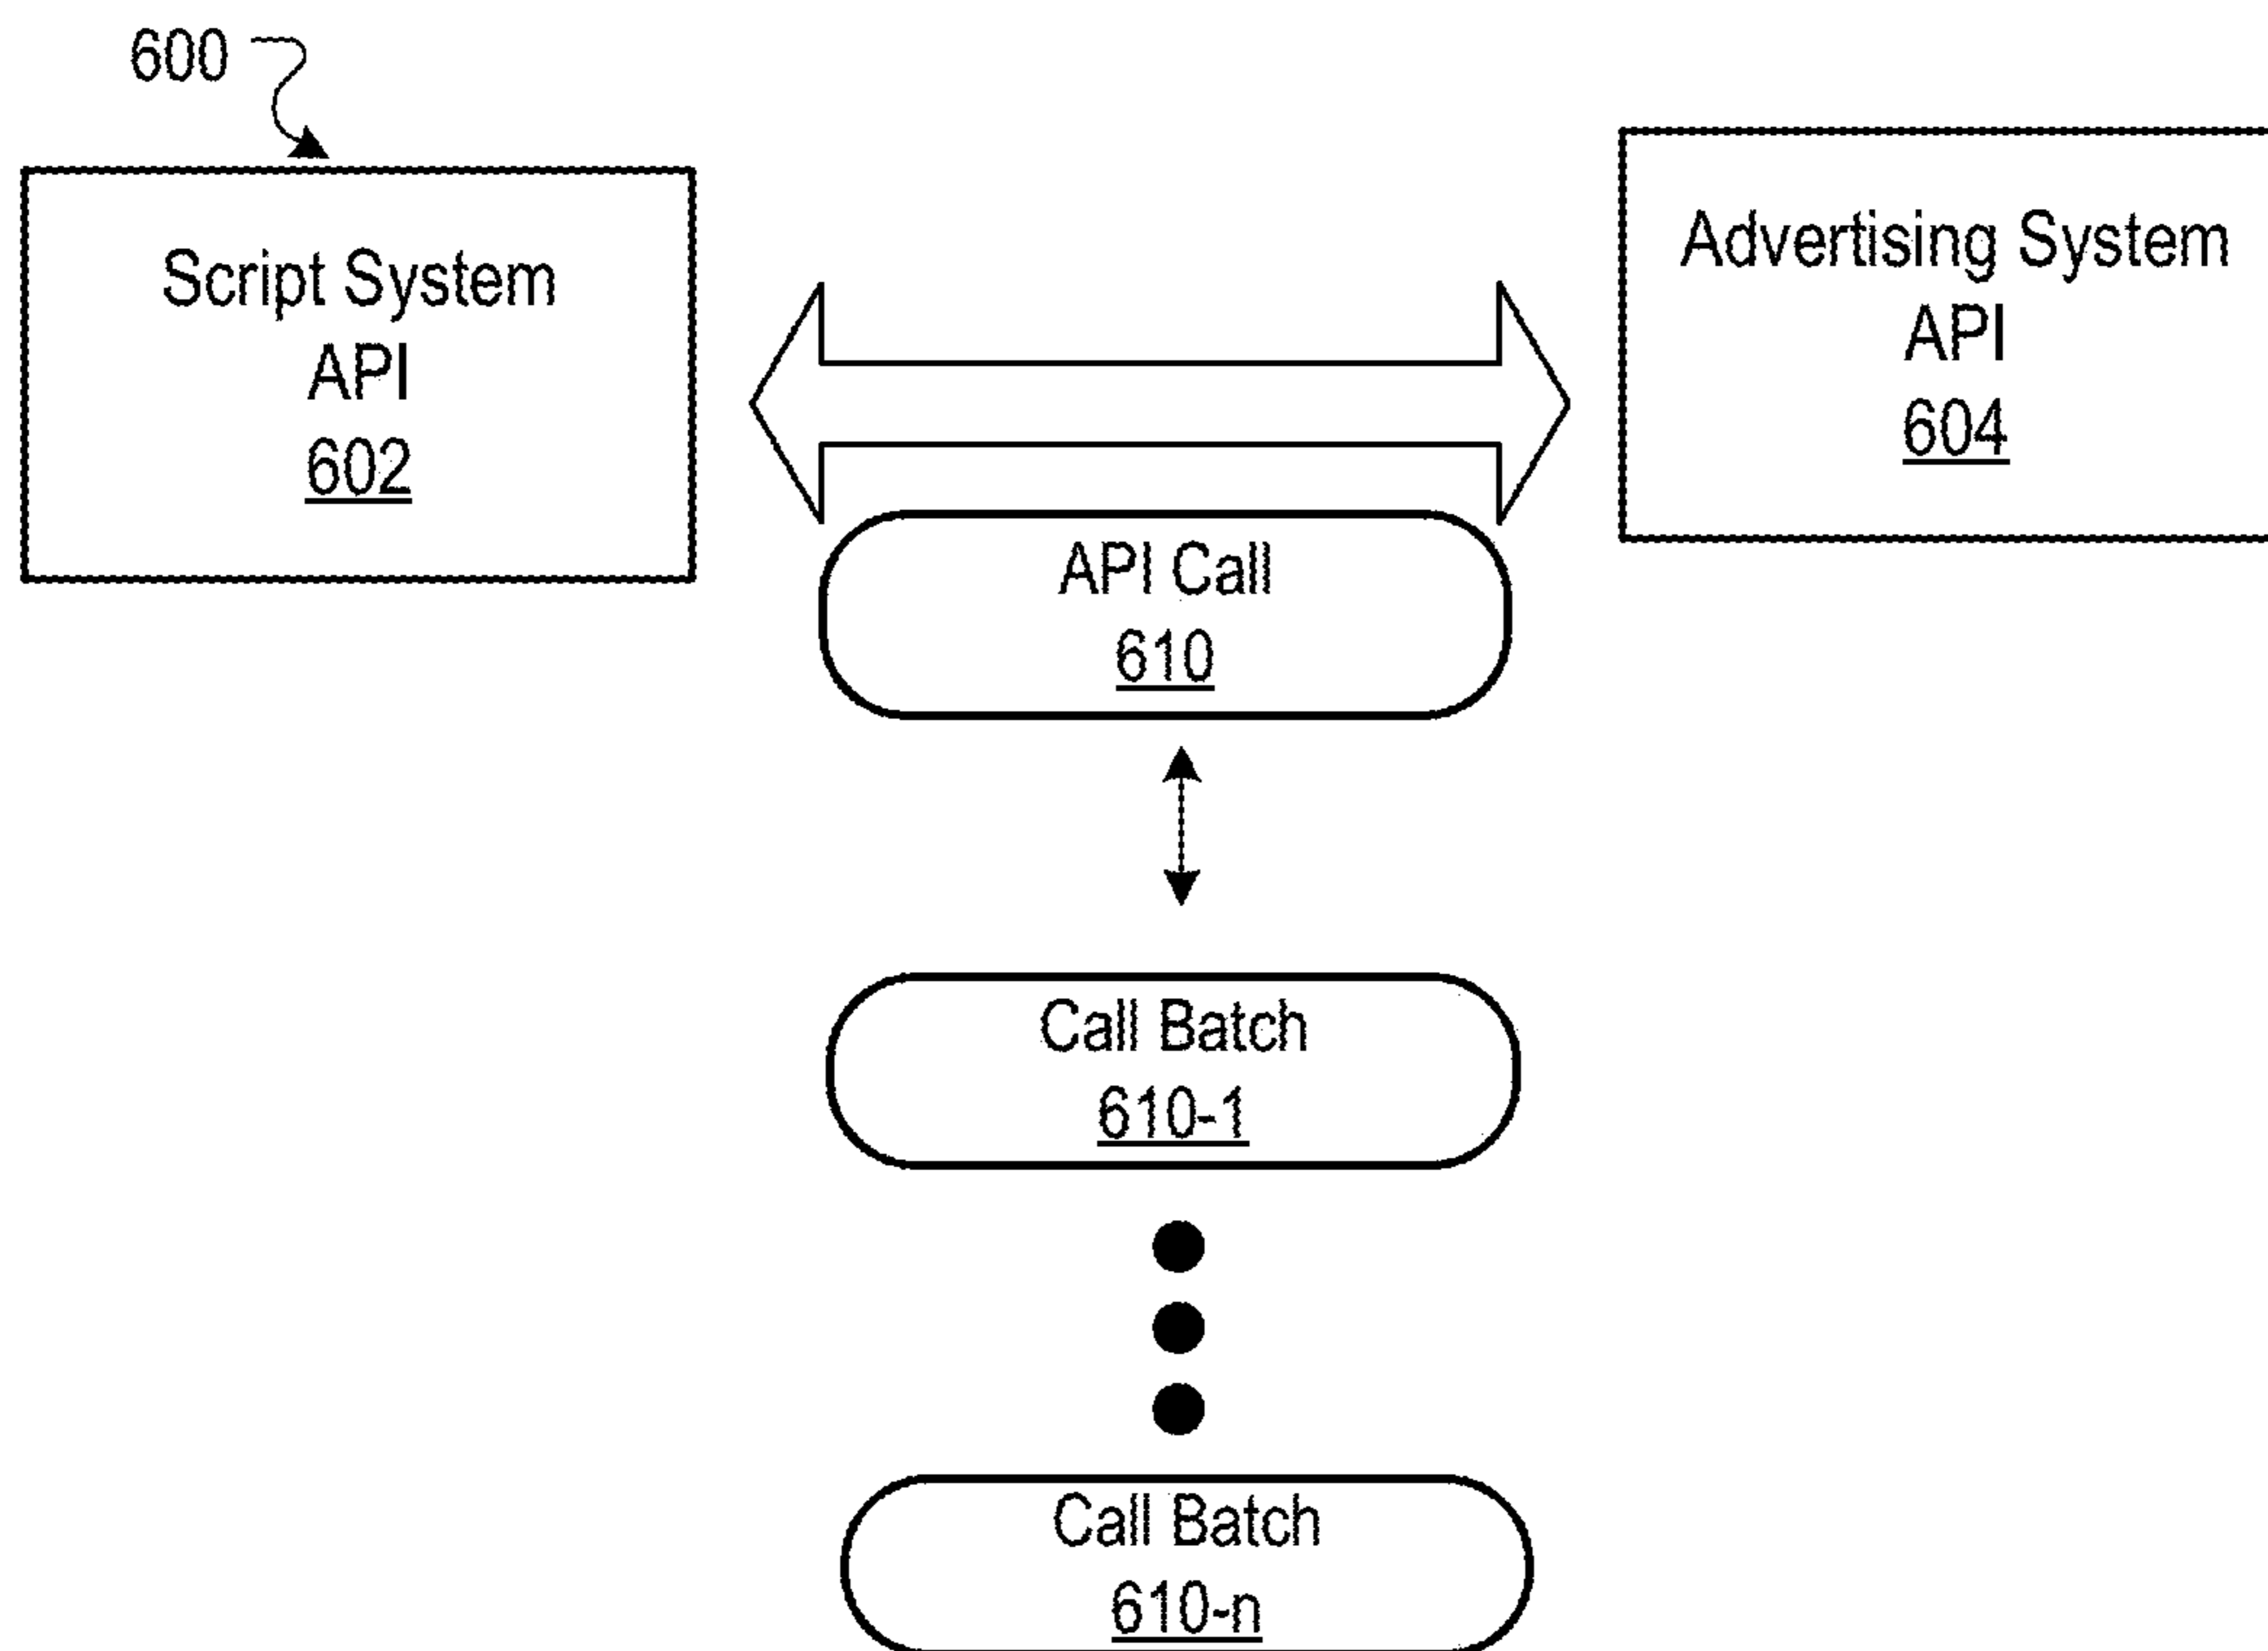 600
Script System
API
602
Advertising System
API
604
API Call
610
Call Batch
610-1
Call Batch
610-n